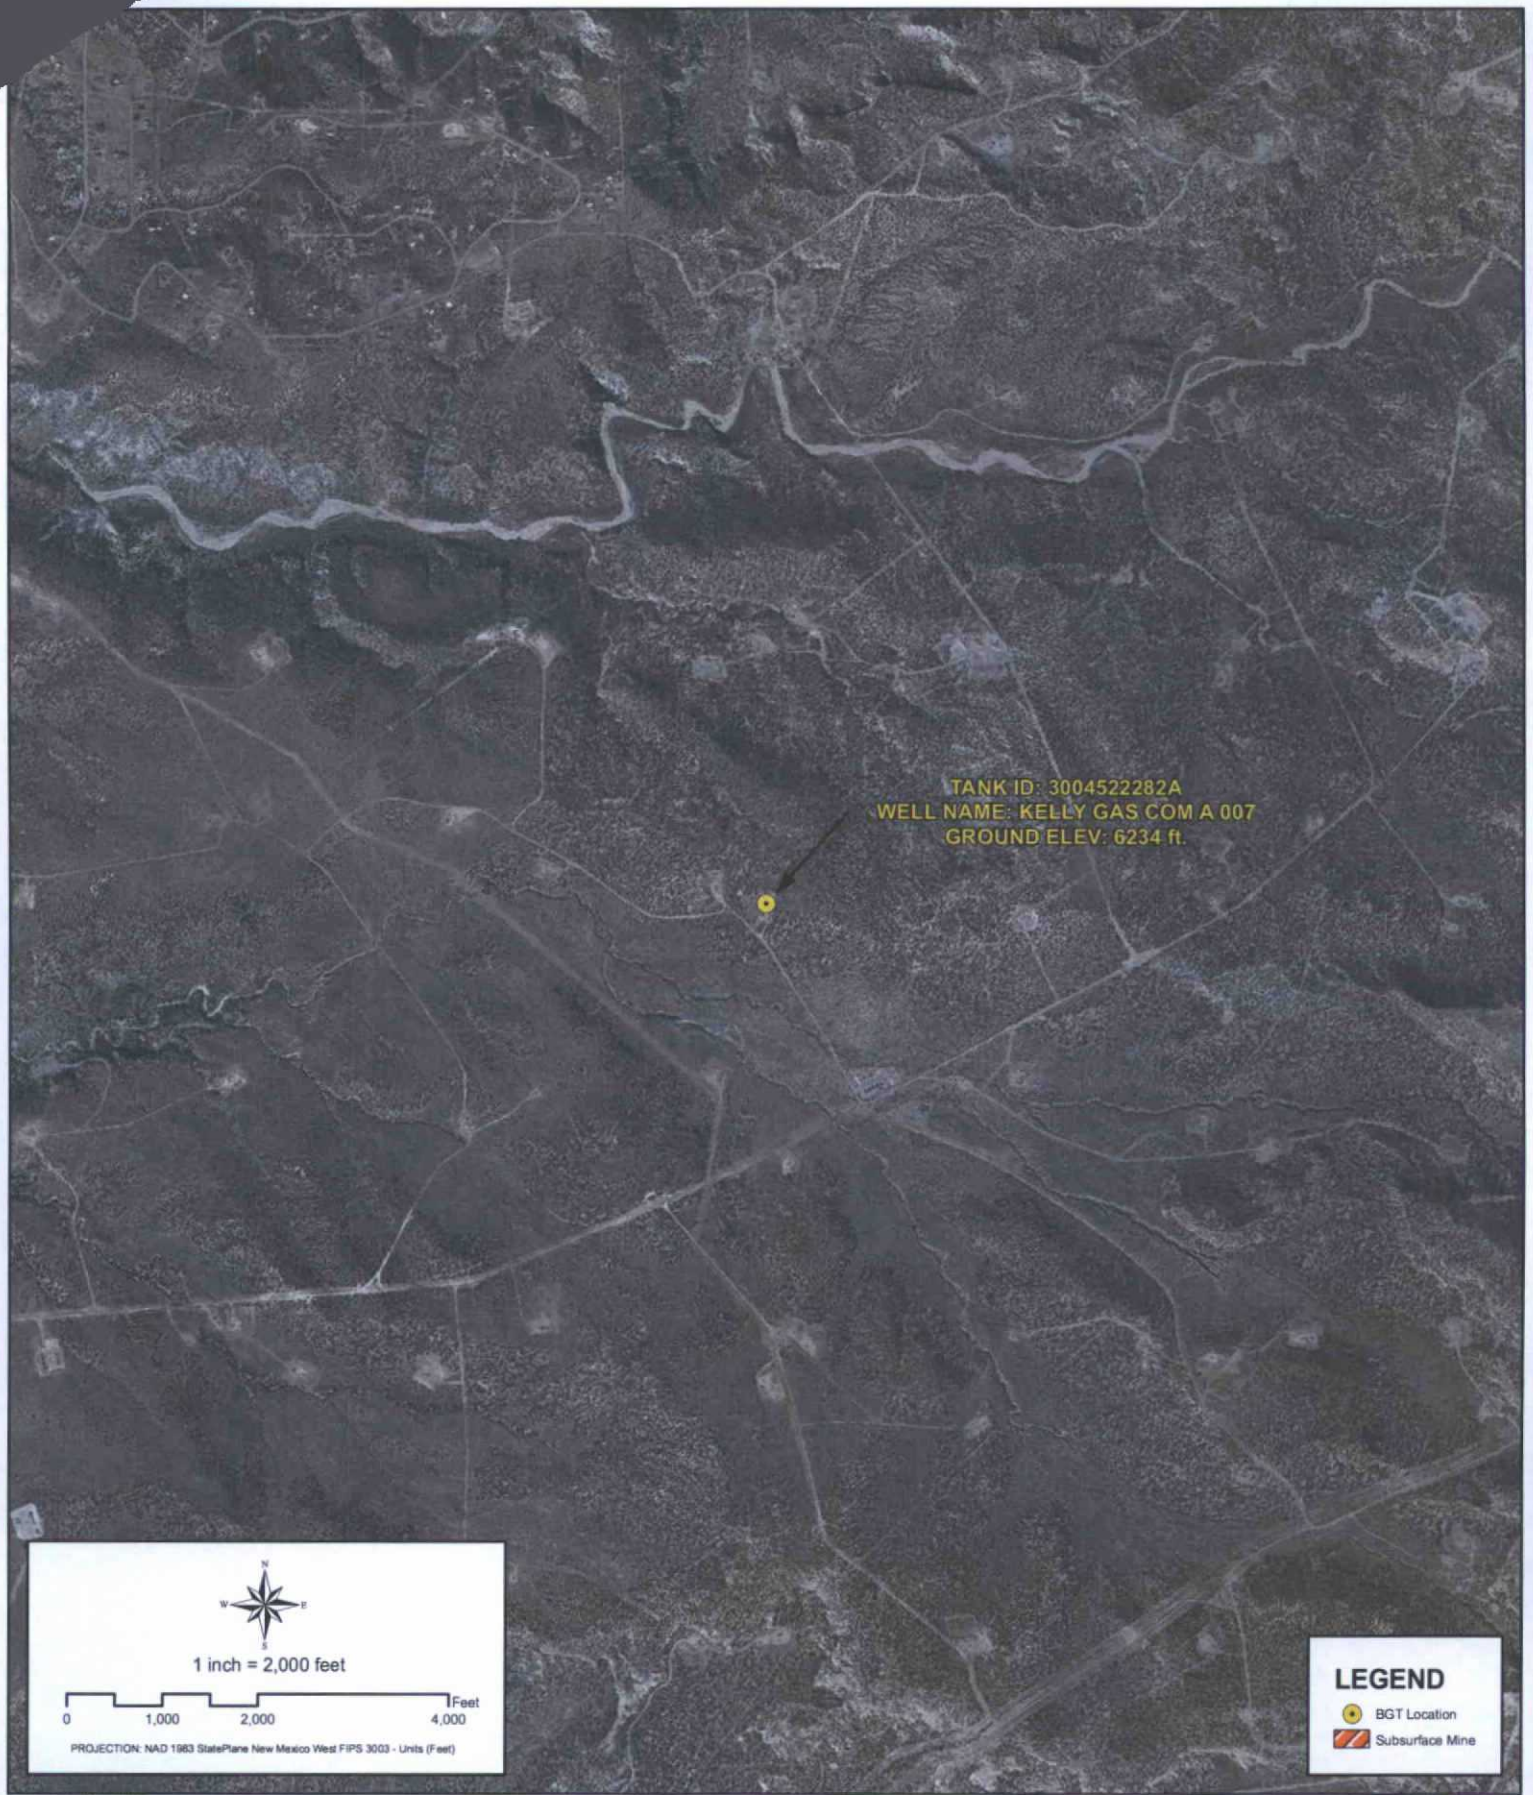 TANK ID: 3004522282A
WELL NAME: KELLY GAS COM A 007
GROUND ELEV: 6234 ft.
N
W E
S
1 inch = 2,000 feet
Feet
0 1,000 2,000 4,000
PROJECTION: NAD 1983 StatePlane New Mexico West FIPS 3003 - Units (Feet)
LEGEND
BGT Location
Subsurface Mine